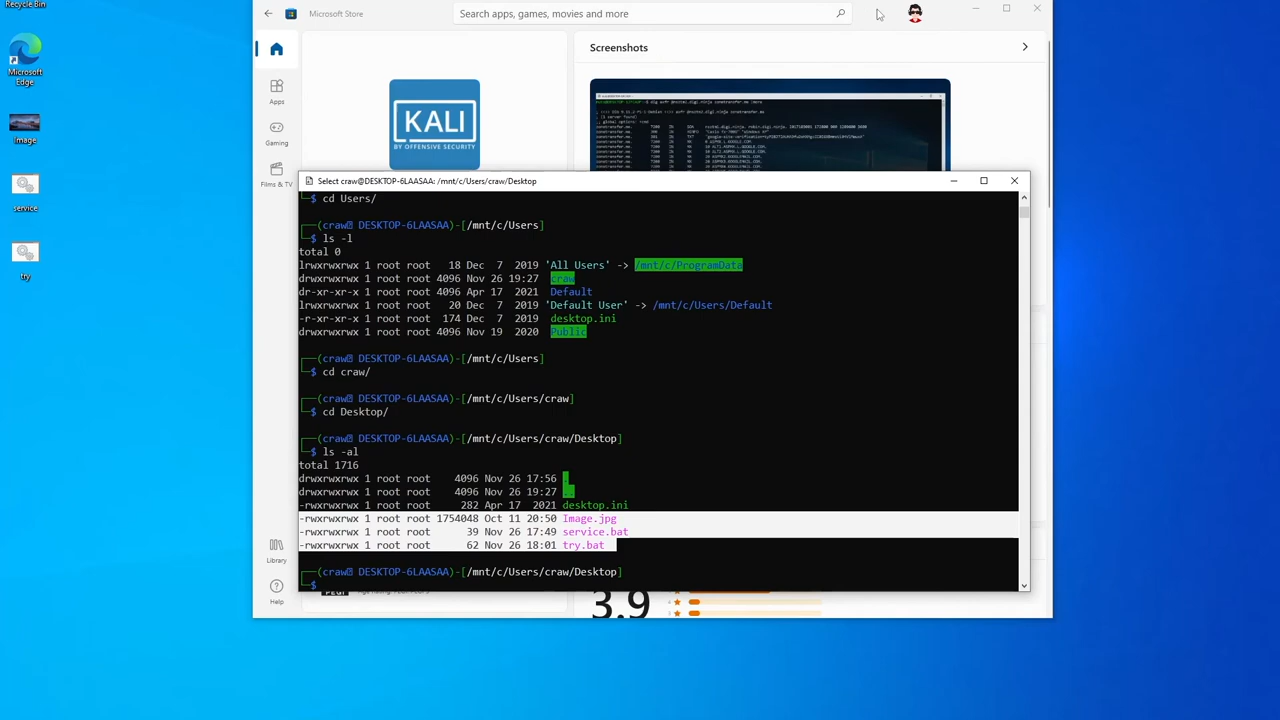 Recycle Bin
Microsoft
Edge
image
service
try
Microsoft Store
Search apps, games, movies and more
Apps
Gaming
Films & TV
Library
Help
KALI
BY OFFENSIVE SECURITY
Screenshots
3.9
Select craw@DESKTOP-6LAASAA: /mnt/c/Users/craw/Desktop
└─$ cd Users/
┌──(craw⍰ DESKTOP-6LAASAA)-[/mnt/c/Users]
└─$ ls -l
total 0
lrwxrwxrwx 1 root root 18 Dec 7 2019 'All Users' -> /mnt/c/ProgramData
drwxrwxrwx 1 root root 4096 Nov 26 19:27 craw
dr-xr-xr-x 1 root root 4096 Apr 17 2021 Default
lrwxrwxrwx 1 root root 20 Dec 7 2019 'Default User' -> /mnt/c/Users/Default
-r-xr-xr-x 1 root root 174 Dec 7 2019 desktop.ini
drwxrwxrwx 1 root root 4096 Nov 19 2020 Public
┌──(craw⍰ DESKTOP-6LAASAA)-[/mnt/c/Users]
└─$ cd craw/
┌──(craw⍰ DESKTOP-6LAASAA)-[/mnt/c/Users/craw]
└─$ cd Desktop/
┌──(craw⍰ DESKTOP-6LAASAA)-[/mnt/c/Users/craw/Desktop]
└─$ ls -al
total 1716
drwxrwxrwx 1 root root 4096 Nov 26 17:56 .
drwxrwxrwx 1 root root 4096 Nov 26 19:27 ..
-rwxrwxrwx 1 root root 282 Apr 17 2021 desktop.ini
-rwxrwxrwx 1 root root 1754048 Oct 11 20:50 Image.jpg
-rwxrwxrwx 1 root root 39 Nov 26 17:49 service.bat
-rwxrwxrwx 1 root root 62 Nov 26 18:01 try.bat
┌──(craw⍰ DESKTOP-6LAASAA)-[/mnt/c/Users/craw/Desktop]
└─$